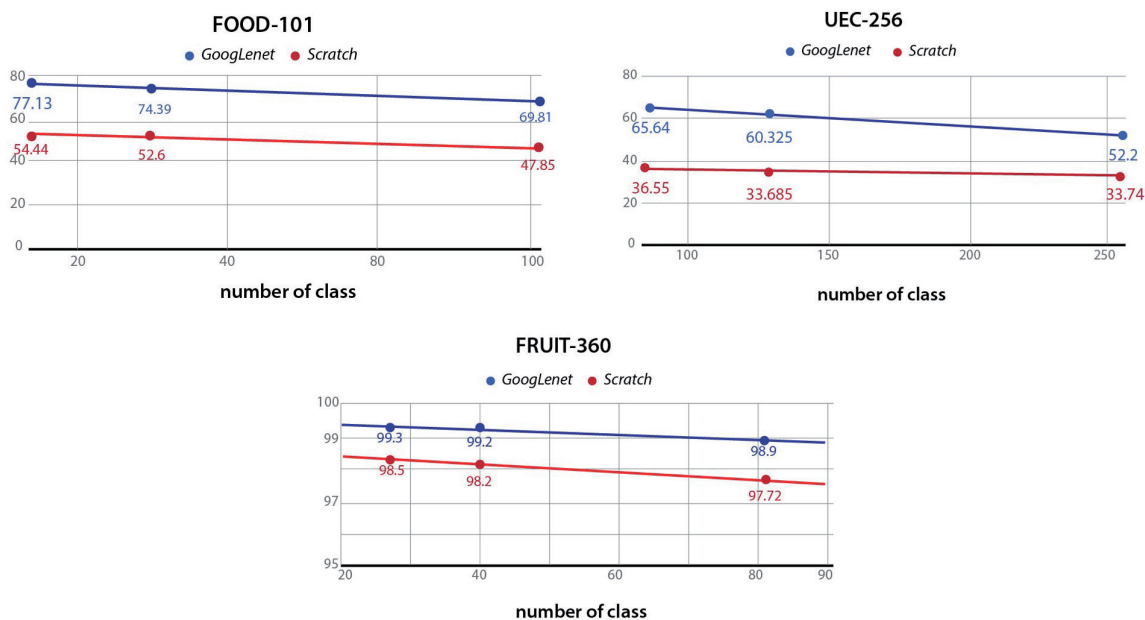 FOOD-101
GoogLenet Scratch
80
60
40
20
0
77.13
74.39
69.81
54.44
52.6
47.85
20 40 80 100
number of class
UEC-256
GoogLenet Scratch
80
60
40
20
0
65.64
60.325
52.2
36.55
33.685
33.74
100 150 200 250
number of class
FRUIT-360
GoogLenet Scratch
100
99
97
95
99.3
99.2
98.9
98.5
98.2
97.72
20 40 60 80 90
number of class